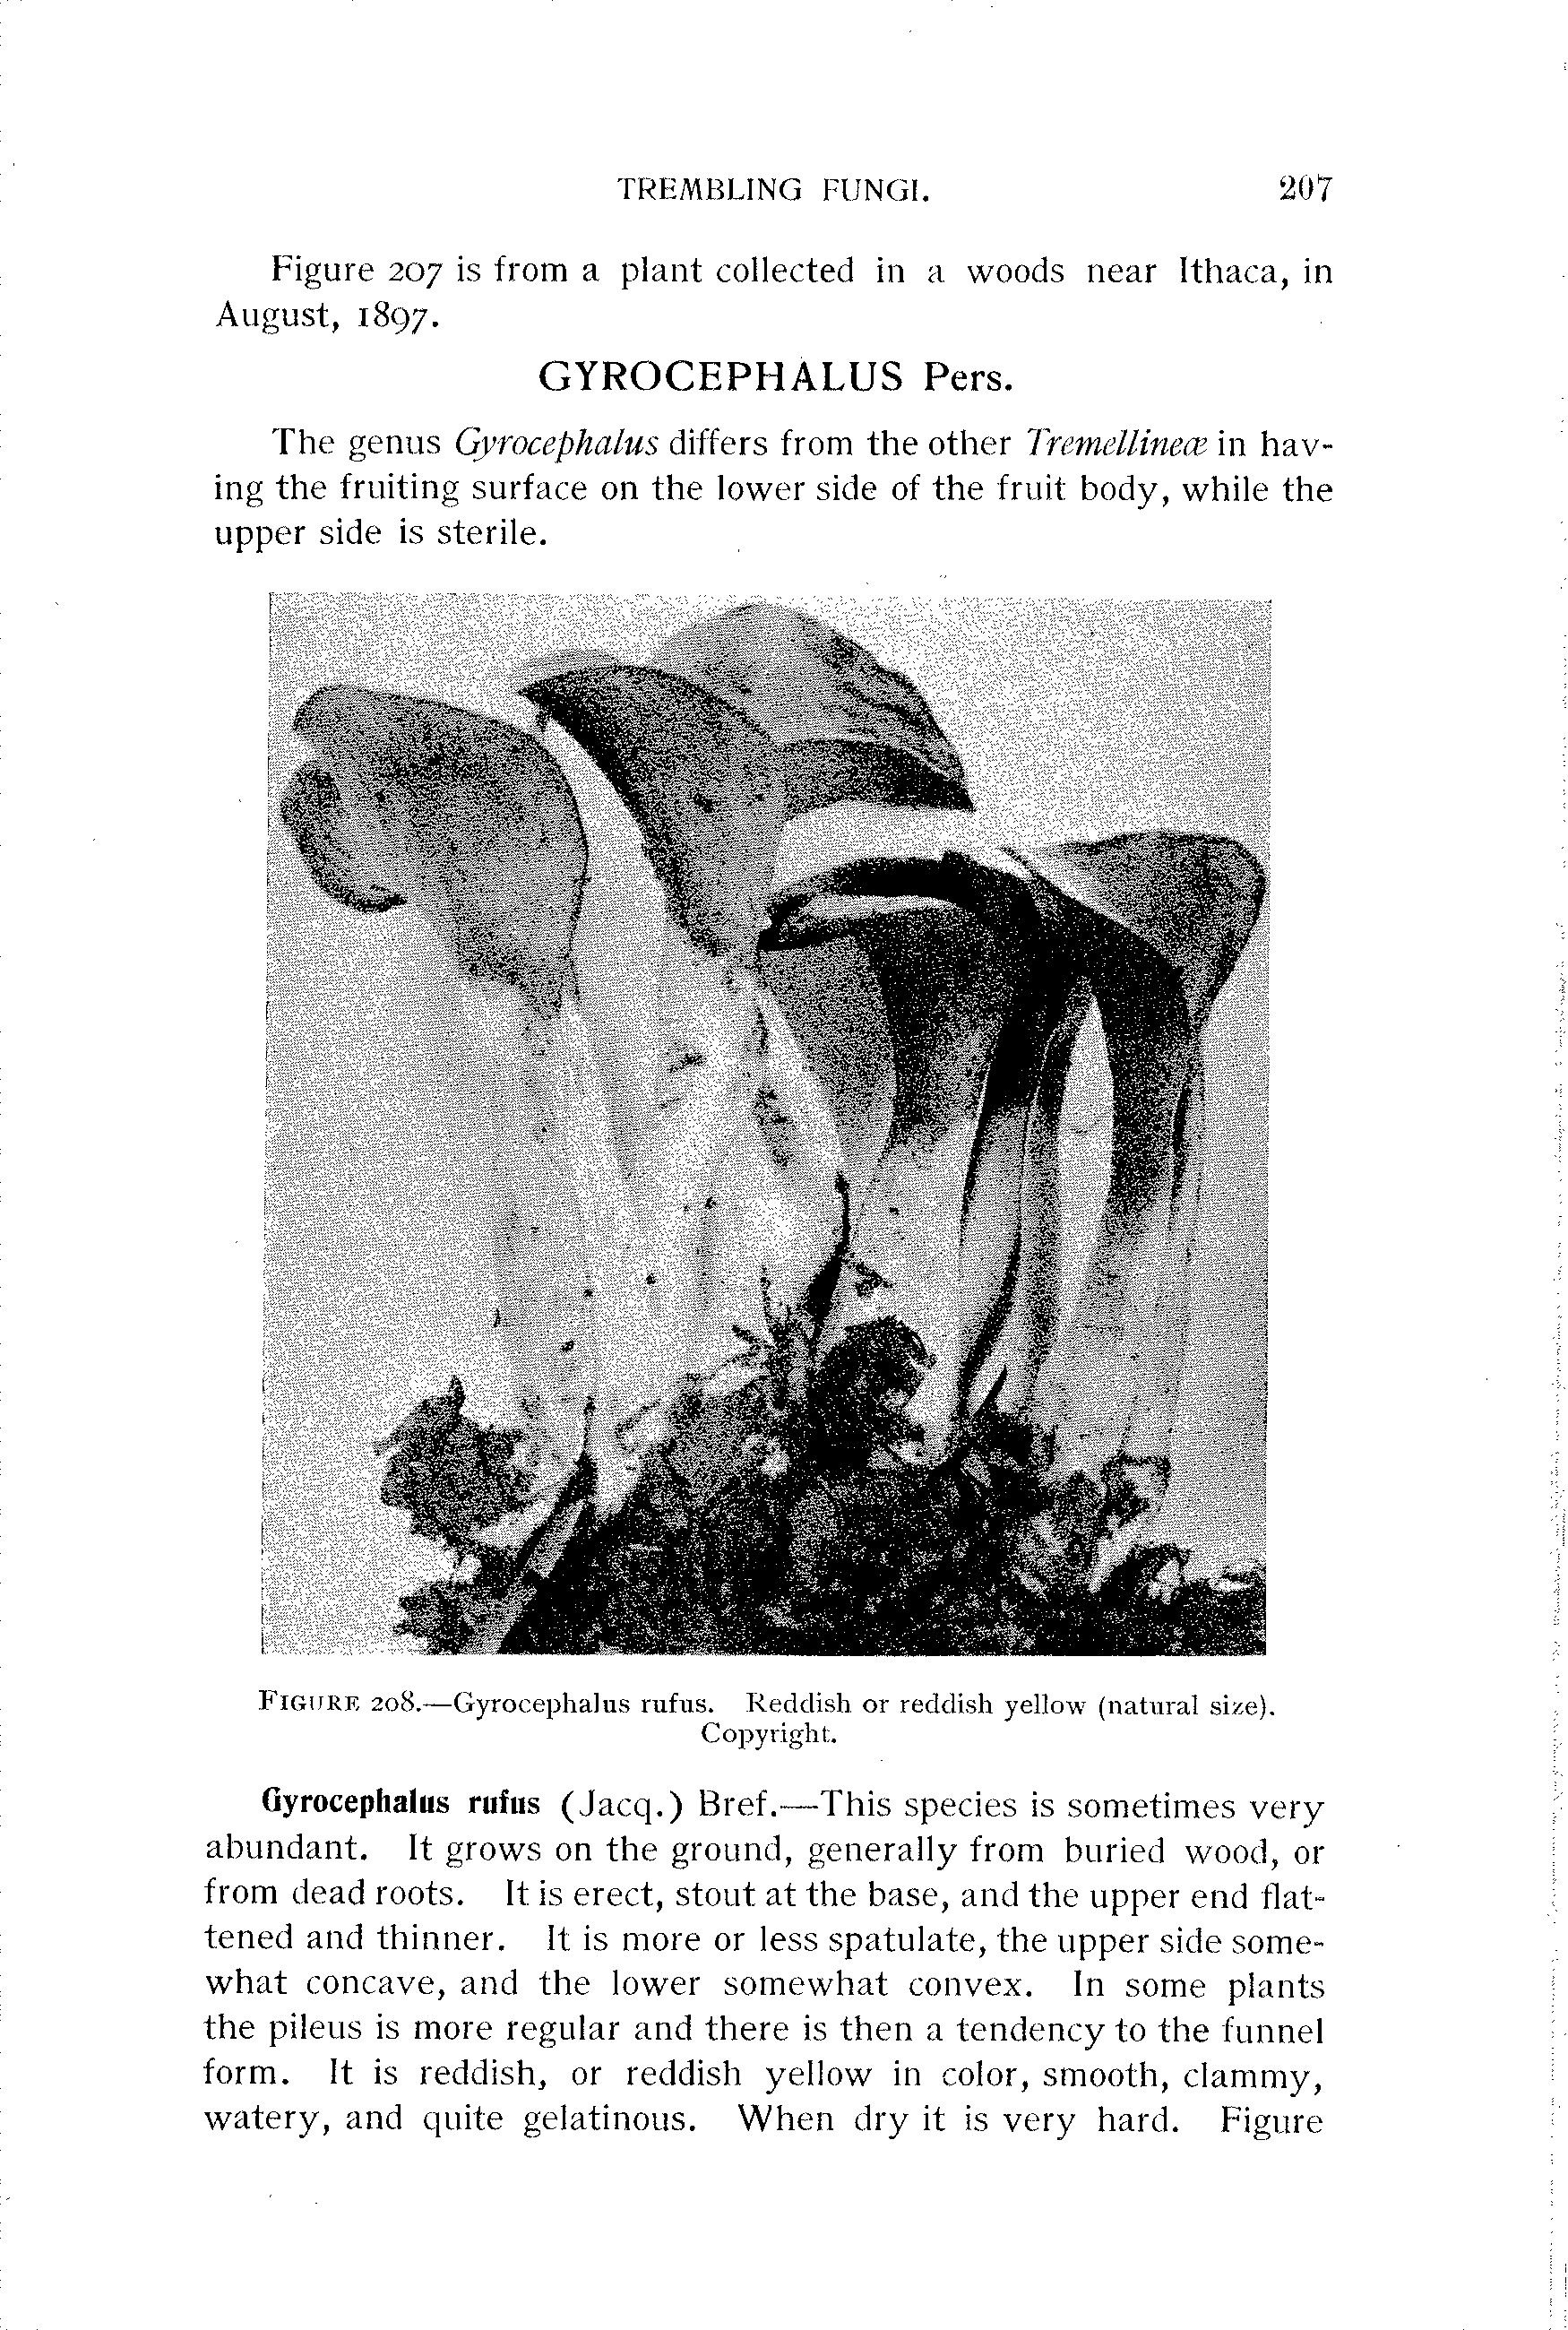 TREMBLING FUNGI. 207
Figure 207 is from a plant collected in a woods near Ithaca, in
August, 1897.
GYROCEPHALUS Pers.
The genus Gyrocephalus differs from the other Tremellineæ in hav-
ing the fruiting surface on the lower side of the fruit body, while the
upper side is sterile.
FIGURE 208.—Gyrocephalus rufus. Reddish or reddish yellow (natural size).
Copyright.
Gyrocephalus rufus (Jacq.) Bref.—This species is sometimes very
abundant. It grows on the ground, generally from buried wood, or
from dead roots. It is erect, stout at the base, and the upper end flat-
tened and thinner. It is more or less spatulate, the upper side some-
what concave, and the lower somewhat convex. In some plants
the pileus is more regular and there is then a tendency to the funnel
form. It is reddish, or reddish yellow in color, smooth, clammy,
watery, and quite gelatinous. When dry it is very hard. Figure